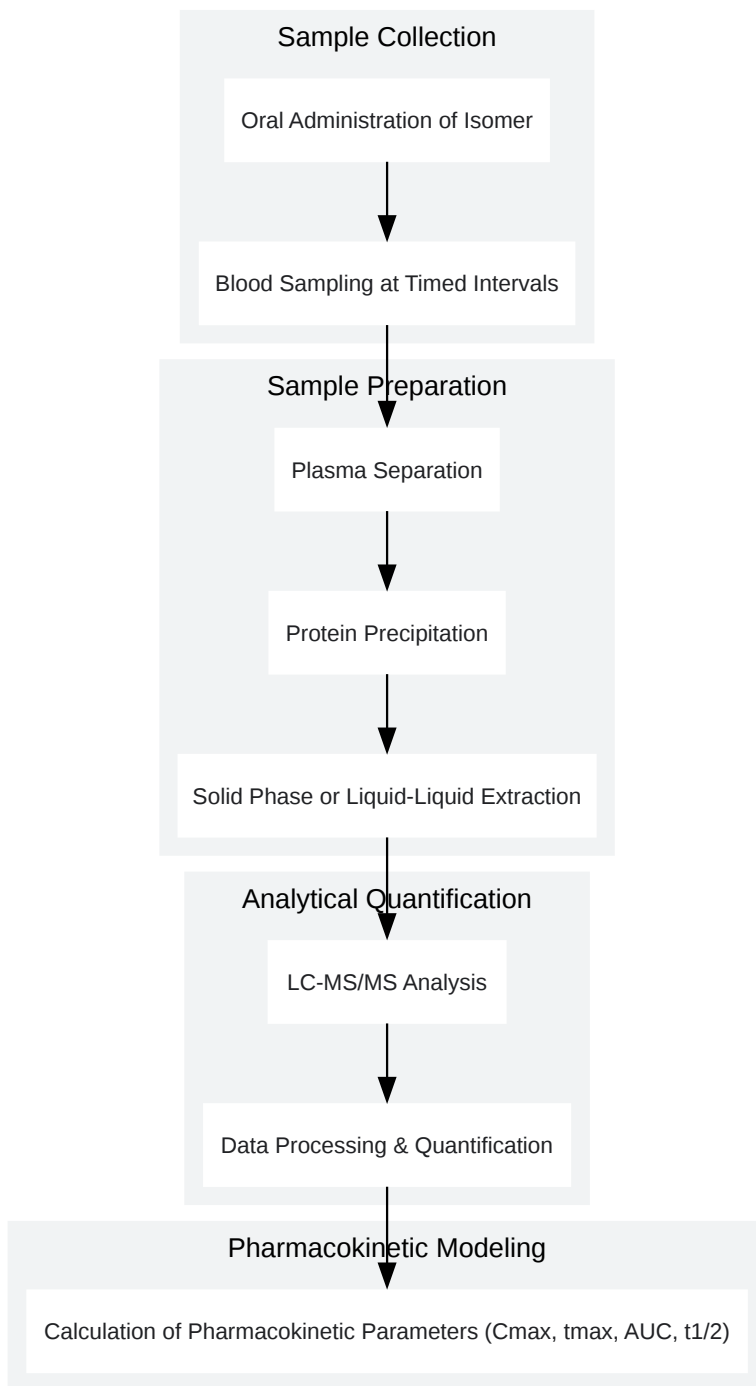 Sample Collection
Oral Administration of Isomer
Blood Sampling at Timed Intervals
Sample Preparation
Plasma Separation
Protein Precipitation
Solid Phase or Liquid-Liquid Extraction
Analytical Quantification
LC-MS/MS Analysis
Data Processing & Quantification
Pharmacokinetic Modeling
Calculation of Pharmacokinetic Parameters (Cmax, tmax, AUC, t1/2)